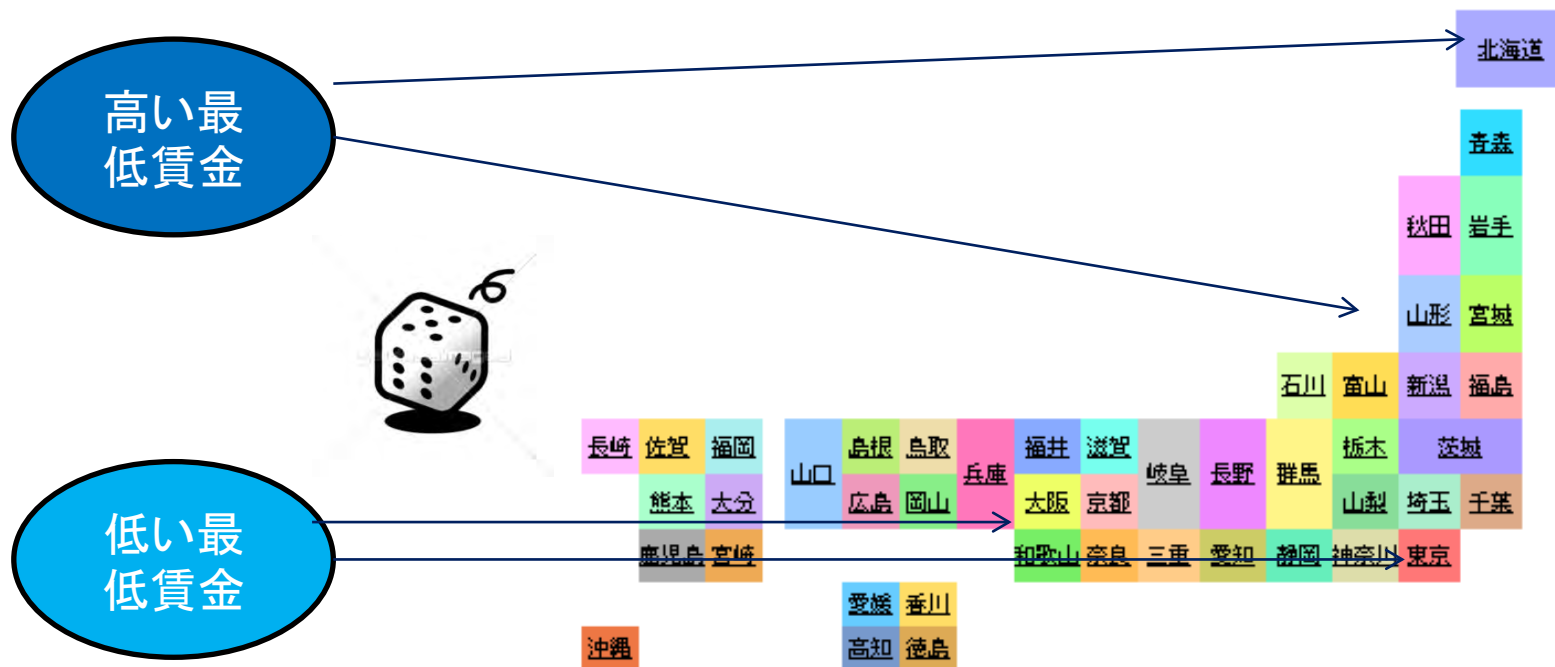 高い最
低賃金
北海道
青森
秋田 岩手
山形 宮城
石川 富山 新潟 福島
長崎 佐賀 福岡 山口 島根 鳥取 兵庫 福井 滋賀 岐阜 長野 群馬 栃木 茨城
熊本 大分 広島 岡山 大阪 京都 山梨 埼玉 千葉
低い最
低賃金
鹿児島 宮崎 和歌山 奈良 三重 愛知 静岡 神奈川 東京
愛媛 香川
沖縄 高知 徳島